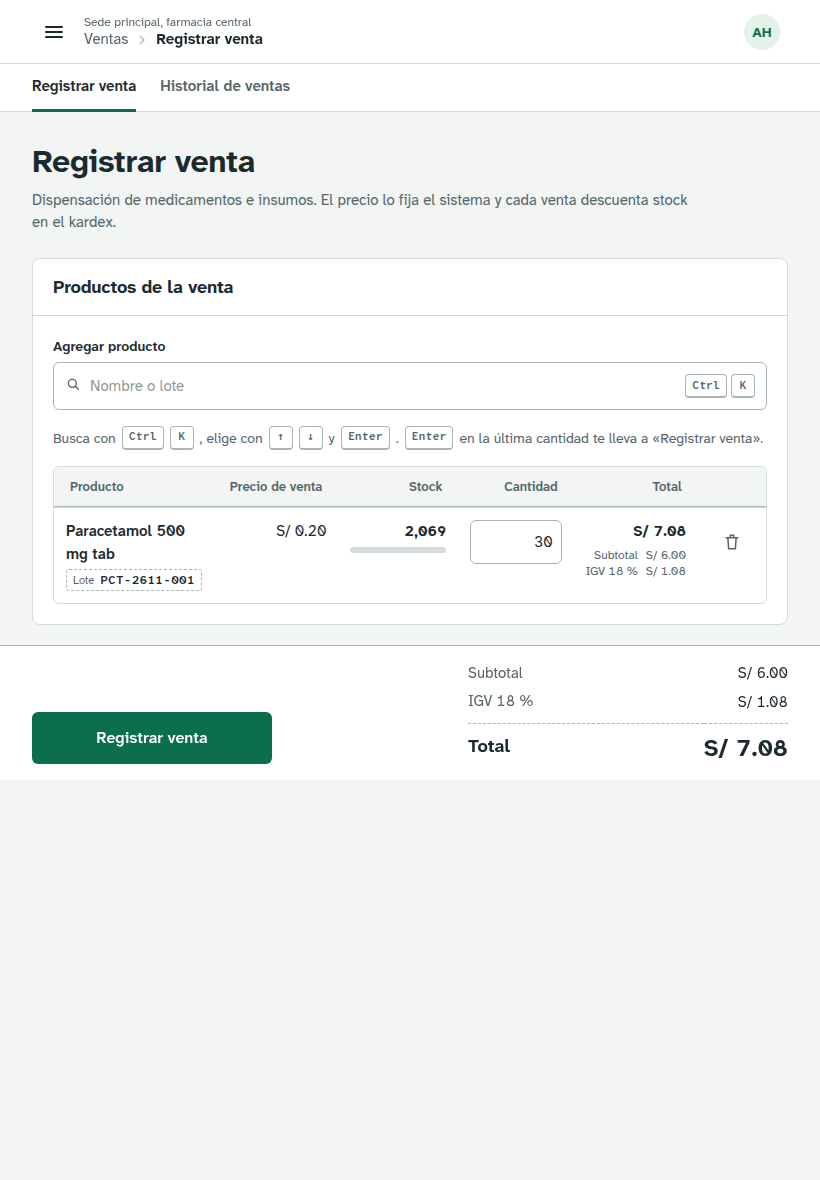 Sede principal, farmacia central
Ventas > Registrar venta
AH
Registrar venta
Historial de ventas
Registrar venta
Dispensación de medicamentos e insumos. El precio lo fija el sistema y cada venta descuenta stock
en el kardex.
Productos de la venta
Agregar producto
Nombre o lote
Ctrl K
Busca con Ctrl K , elige con ↑ ↓ y Enter . Enter en la última cantidad te lleva a «Registrar venta».
Producto Precio de venta Stock Cantidad Total
Paracetamol 500
mg tab
Lote PCT-2611-001
S/ 0.20
2,069
30
S/ 7.08
Subtotal S/ 6.00
IGV 18 % S/ 1.08
Registrar venta
Subtotal S/ 6.00
IGV 18 % S/ 1.08
Total S/ 7.08